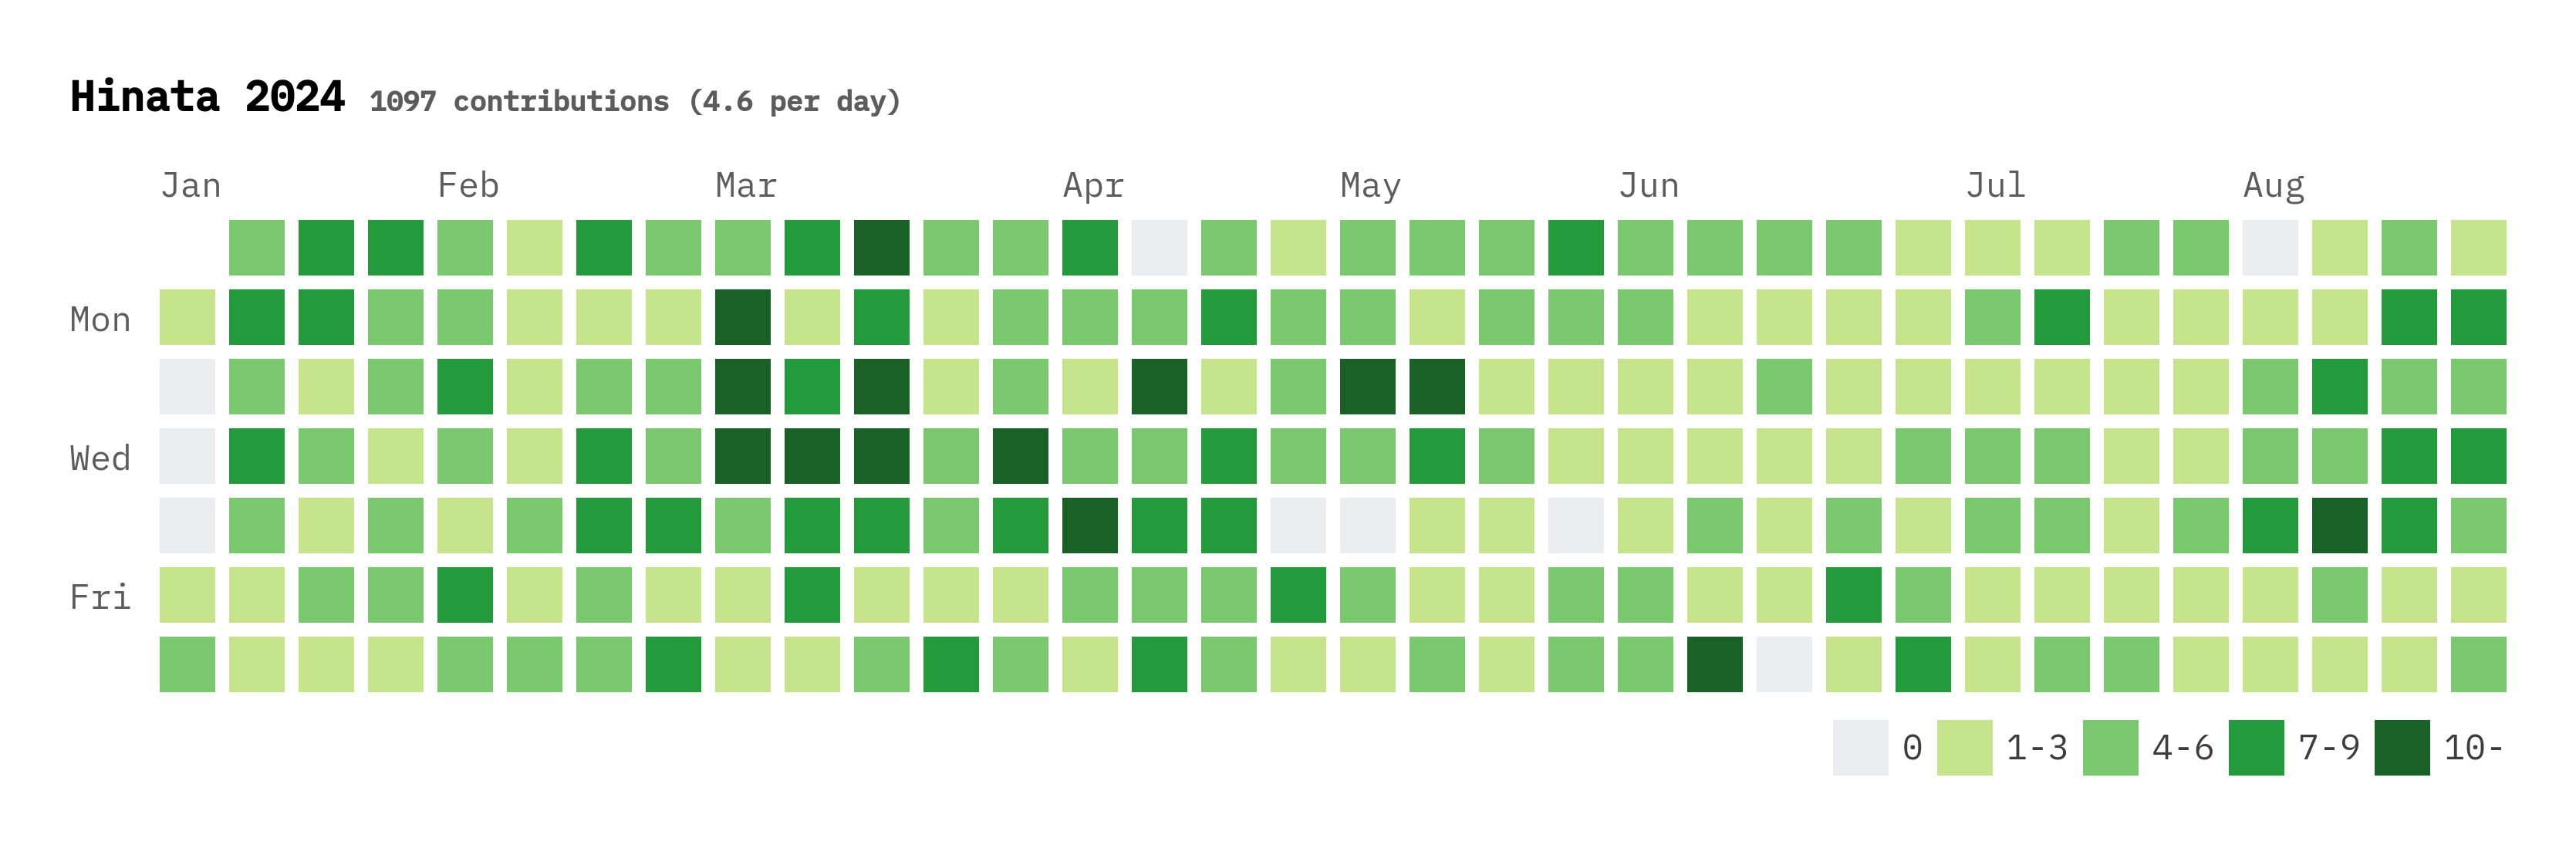 Hinata 2024 1097 contributions (4.6 per day)
Jan Feb Mar Apr May Jun Jul Aug
Mon
Wed
Fri
0 1-3 4-6 7-9 10-